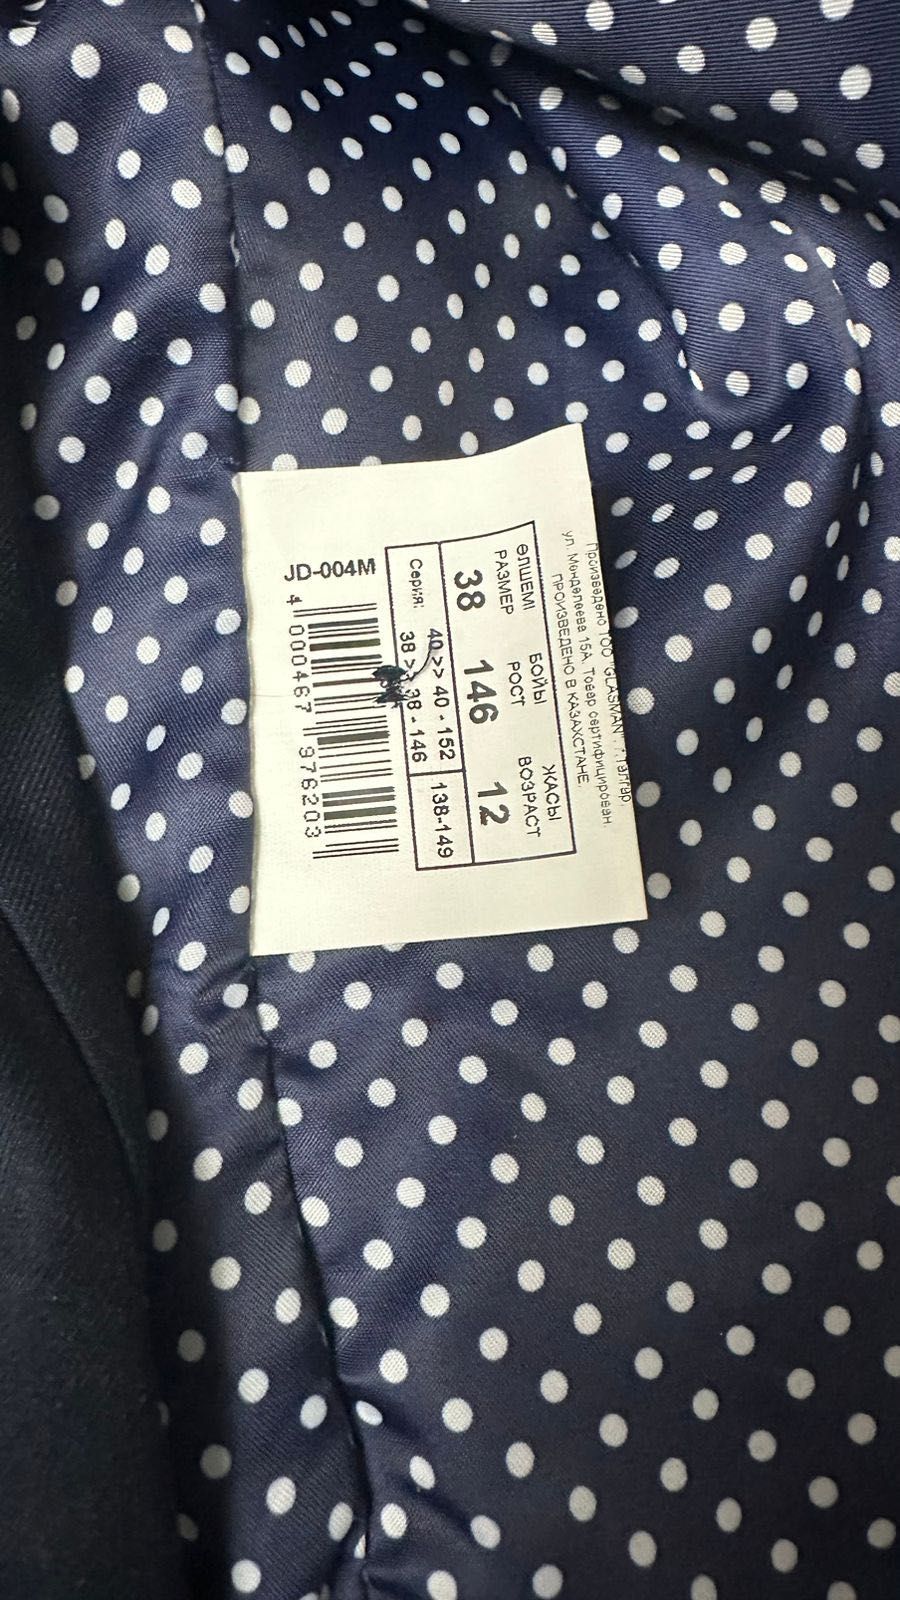 Произведено ТОО "GLASMAN", г.Талгар,
ул. Менделеева 15А. Товар сертифицирован.
ПРОИЗВЕДЕНО В КАЗАХСТАНЕ.
ӨЛШЕМІ БОЙЫ ЖАСЫ
РАЗМЕР РОСТ ВОЗРАСТ
38 146 12
Серия: 40 >> 40 - 152 138-149
38 >> 38 - 146
JD-004M
4 000467 976203